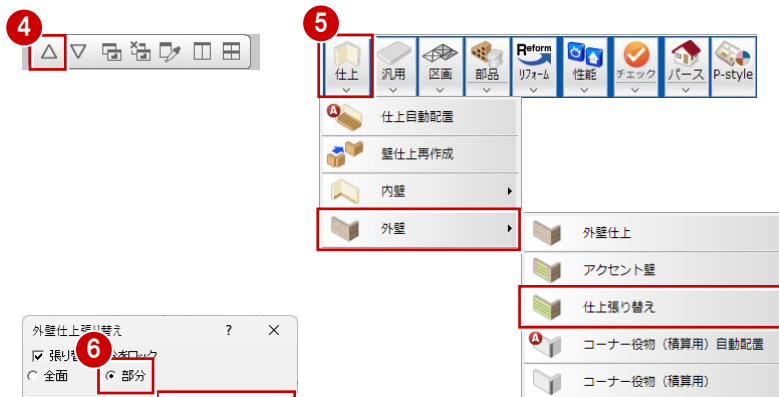 4
5
仕上
汎用
区画
部品
Reform
リフォーム
性能
チェック
パース
P-style
A
仕上自動配置
壁仕上再作成
内壁
外壁
外壁仕上
アクセント壁
仕上張り替え
A
コーナー役物（積算用）自動配置
コーナー役物（積算用）
外壁仕上張り替え ? ×
6
ロック
全面 部分